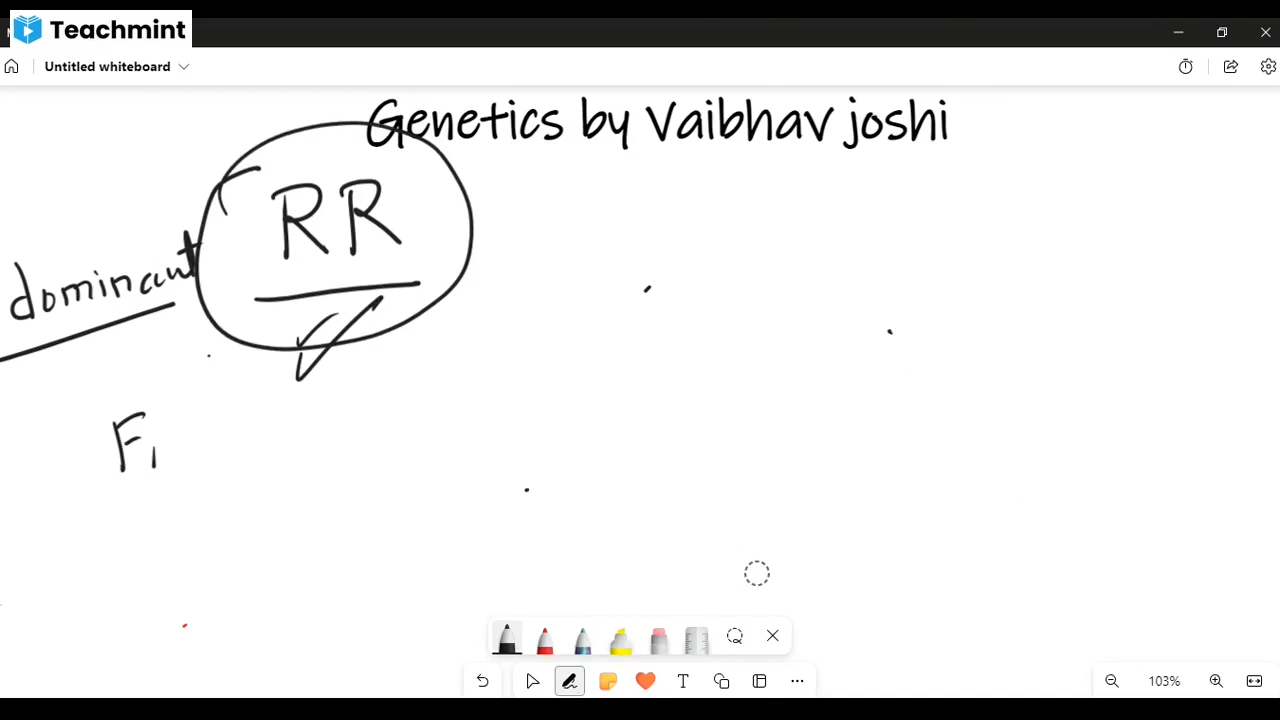 Teachmint
Untitled whiteboard
Genetics by Vaibhav joshi
RR
dominant
F1
103%